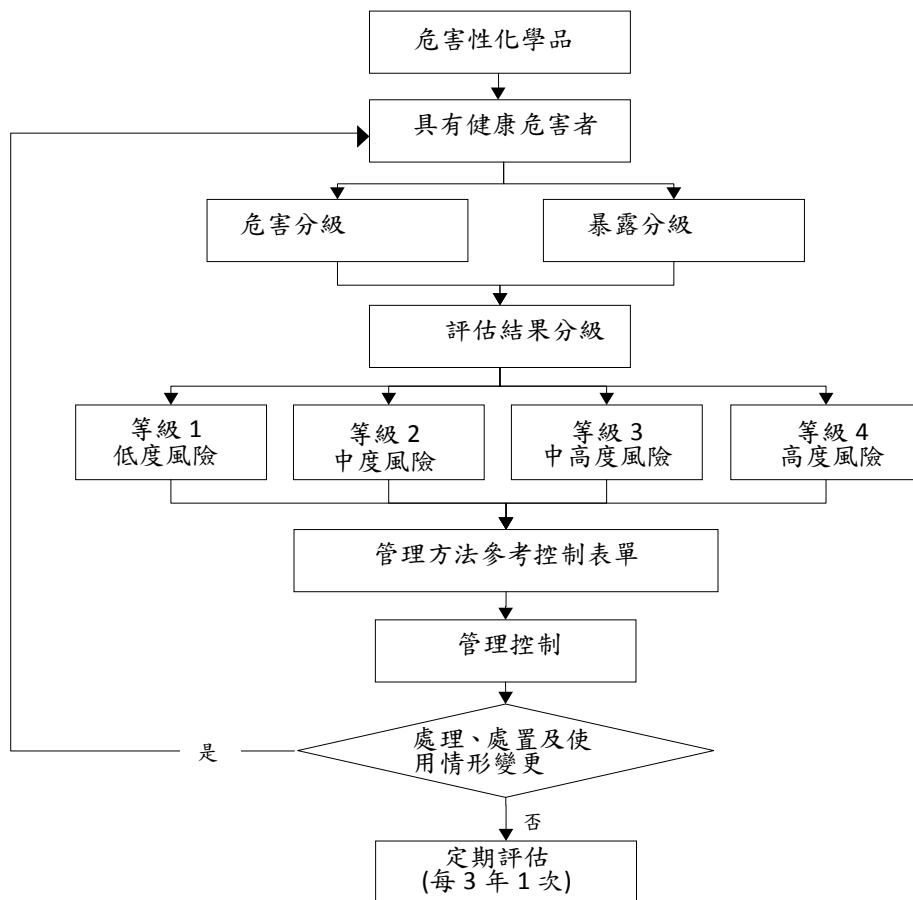 危害性化學品
具有健康危害者
危害分級
暴露分級
評估結果分級
等級 1
低度風險
等級 2
中度風險
等級 3
中高度風險
等級 4
高度風險
管理方法參考控制表單
管理控制
處理、處置及使
用情形變更
是
否
定期評估
(每 3 年 1 次)